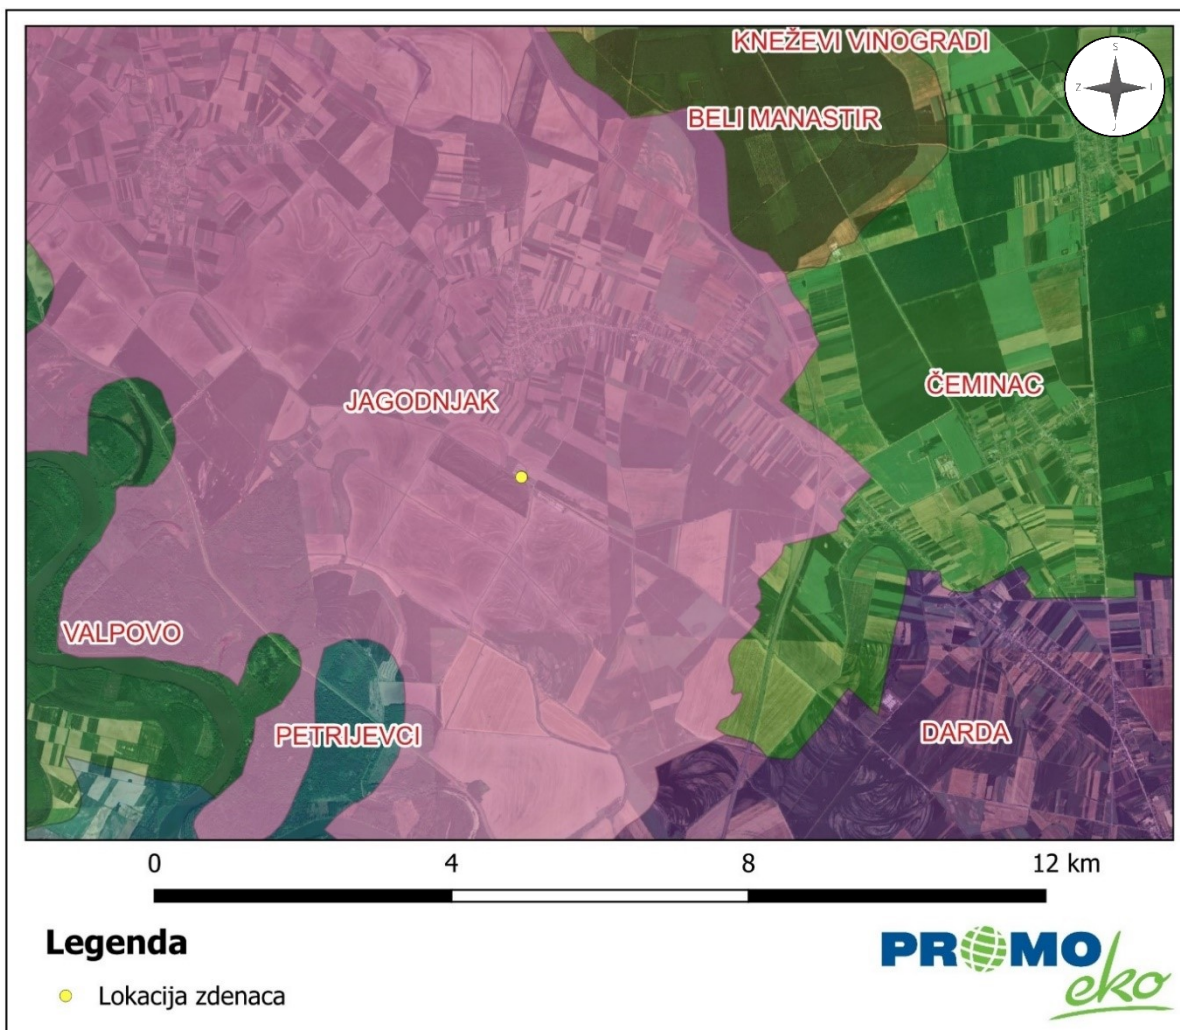 KNEŽEVI VINOGRADI
S
Z I
J
BELI MANASTIR
ČEMINAC
JAGODNJAK
VALPOVO
PETRIJEVCI
DARDA
0 4 8 12 km
Legenda
Lokacija zdenaca
PROMO
eko